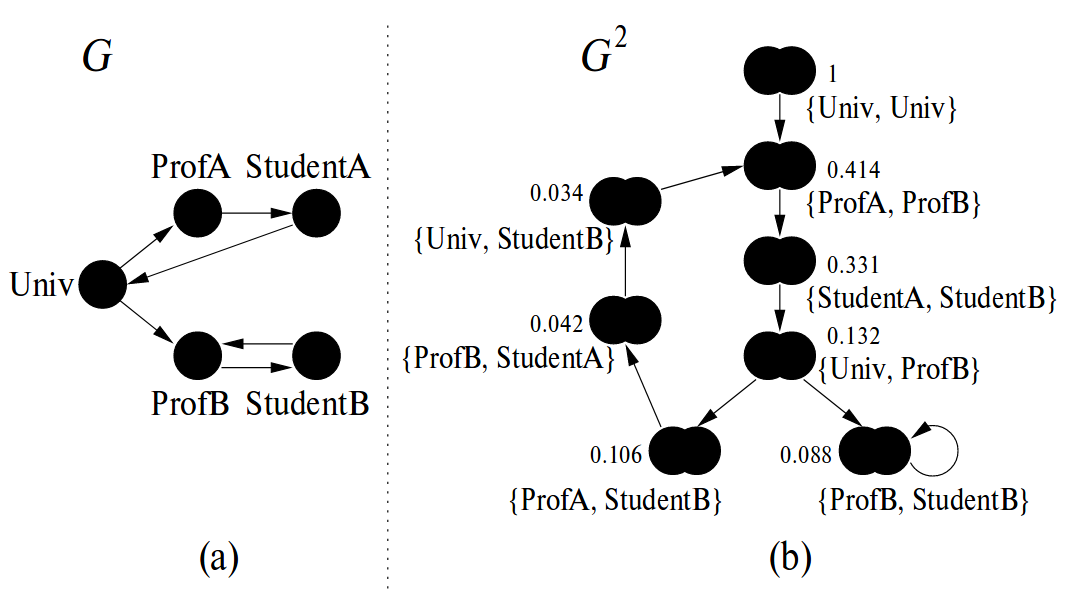 G
ProfA StudentA
Univ
ProfB StudentB
(a)
G²
1
{Univ, Univ}
0.414
{ProfA, ProfB}
0.034
{Univ, StudentB}
0.331
{StudentA, StudentB}
0.042
{ProfB, StudentA}
0.132
{Univ, ProfB}
0.106
{ProfA, StudentB}
0.088
{ProfB, StudentB}
(b)